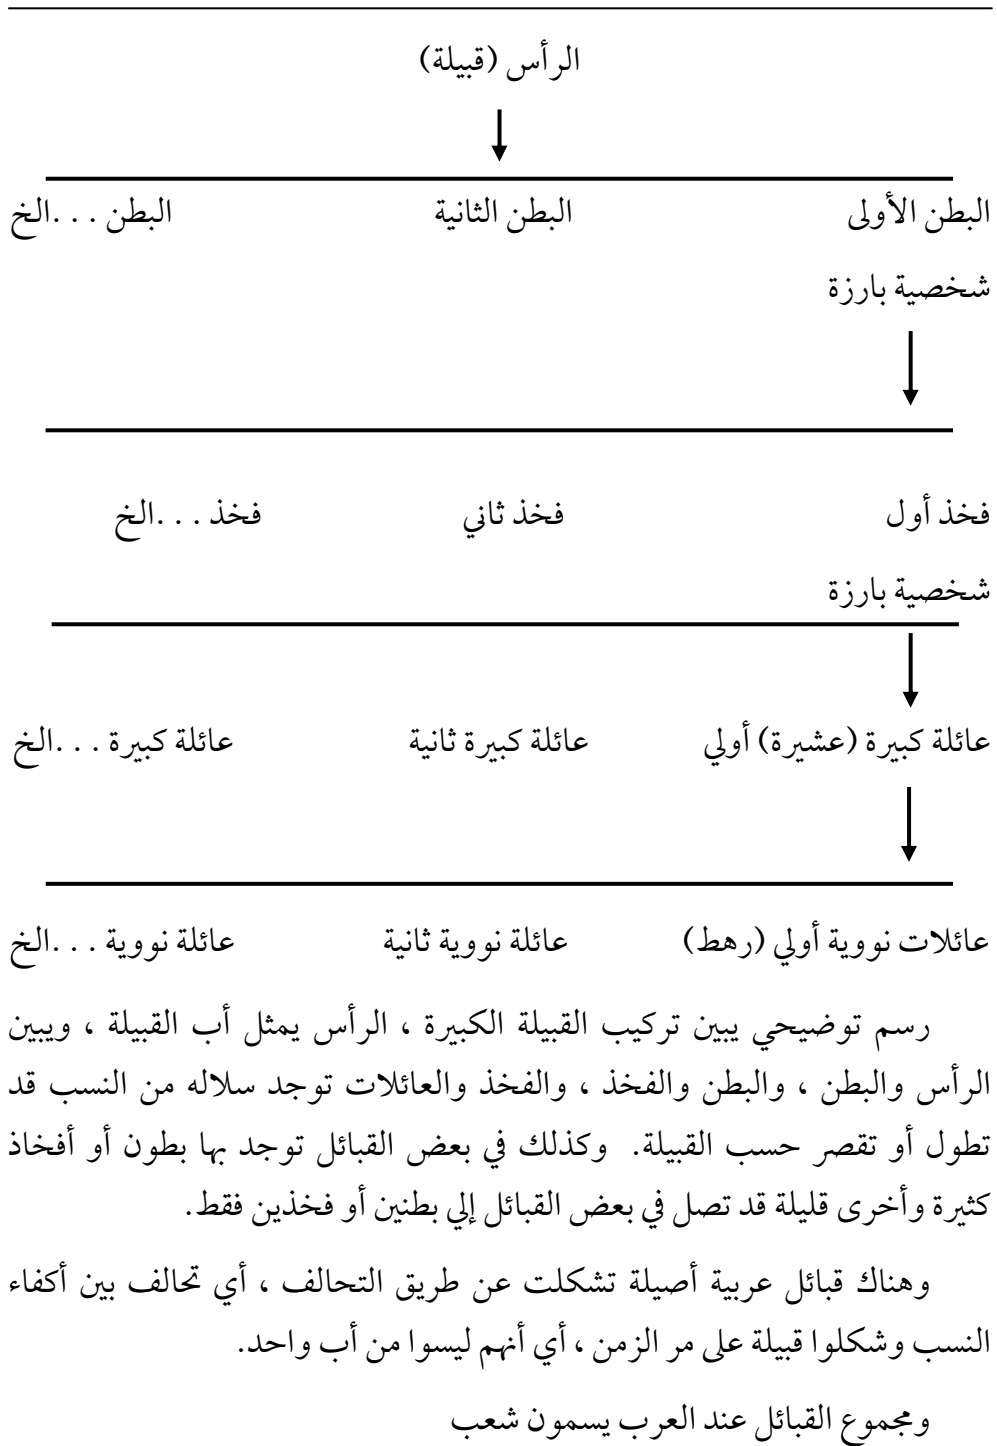 الرأس (قبيلة)
البطن الأولى البطن الثانية البطن . . .الخ
شخصية بارزة
فخذ أول فخذ ثاني فخذ . . .الخ
شخصية بارزة
عائلة كبيرة (عشيرة) أولي عائلة كبيرة ثانية عائلة كبيرة . . .الخ
عائلات نووية أولي (رهط) عائلة نووية ثانية عائلة نووية . . .الخ
رسم توضيحي يبين تركيب القبيلة الكبيرة ، الرأس يمثل أب القبيلة ، ويبين
الرأس والبطن ، والبطن والفخذ ، والفخذ والعائلات توجد سلاله من النسب قد
تطول أو تقصر حسب القبيلة. وكذلك في بعض القبائل توجد بها بطون أو أفخاذ
كثيرة وأخرى قليلة قد تصل في بعض القبائل إلي بطنين أو فخذين فقط.
وهناك قبائل عربية أصيلة تشكلت عن طريق التحالف ، أي تحالف بين أكفاء
النسب وشكلوا قبيلة على مر الزمن ، أي أنهم ليسوا من أب واحد.
ومجموع القبائل عند العرب يسمون شعب